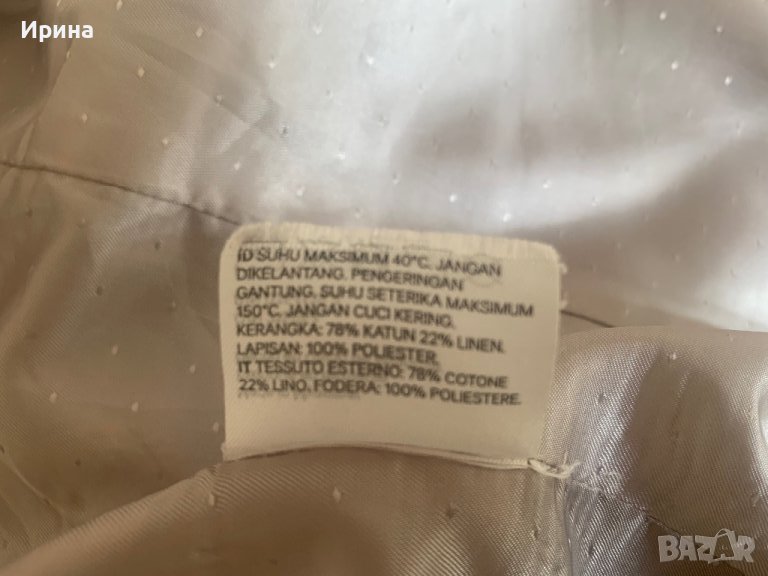 Ирина
ID SUHU MAKSIMUM 40°C. JANGAN
DIKELANTANG. PENGERINGAN
GANTUNG. SUHU SETERIKA MAKSIMUM
150°C. JANGAN CUCI KERING.
KERANGKA: 78% KATUN 22% LINEN.
LAPISAN: 100% POLIESTER.
IT TESSUTO ESTERNO: 78% COTONE
22% LINO. FODERA: 100% POLIESTERE.
BAZAR